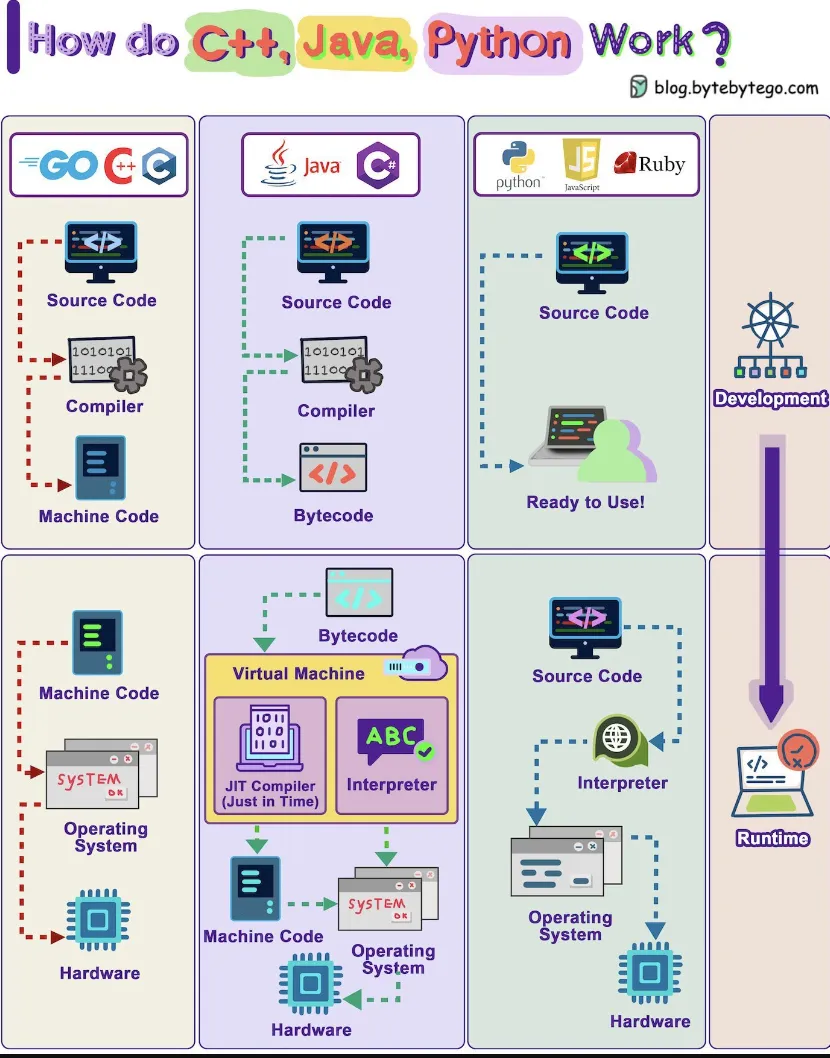 How do C++, Java, Python Work?
blog.bytebytego.com
GO C++ C
Java C#
python JS JavaScript Ruby
Source Code
1010101
11100
Compiler
Machine Code
Source Code
1010101
11100
Compiler
</>
Bytecode
Source Code
Ready to Use!
Development
Machine Code
SYSTEM
OK
Operating
System
Hardware
</>
Bytecode
Virtual Machine
1011
01101
JIT Compiler
(Just in Time)
ABC
Interpreter
Machine Code
SYSTEM
OK
Operating
System
Hardware
Source Code
Interpreter
Operating
System
Hardware
</>
Runtime